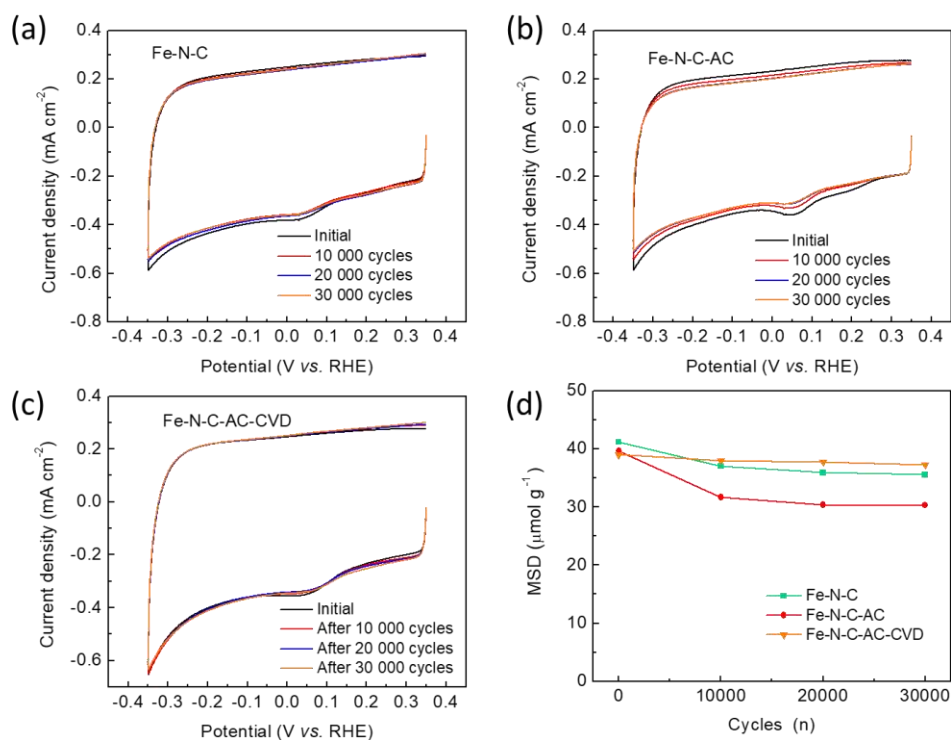 (a)
Fe-N-C
0.4
0.2
0.0
-0.2
-0.4
-0.6
-0.8
Current density (mA cm⁻²)
Initial
10 000 cycles
20 000 cycles
30 000 cycles
-0.4 -0.3 -0.2 -0.1 0.0 0.1 0.2 0.3 0.4
Potential (V vs. RHE)
(b)
Fe-N-C-AC
0.4
0.2
0.0
-0.2
-0.4
-0.6
-0.8
Current density (mA cm⁻²)
Initial
10 000 cycles
20 000 cycles
30 000 cycles
-0.4 -0.3 -0.2 -0.1 0.0 0.1 0.2 0.3 0.4
Potential (V vs. RHE)
(c)
Fe-N-C-AC-CVD
0.4
0.2
0.0
-0.2
-0.4
-0.6
Current density (mA cm⁻²)
Initial
After 10 000 cycles
After 20 000 cycles
After 30 000 cycles
-0.4 -0.3 -0.2 -0.1 0.0 0.1 0.2 0.3 0.4
Potential (V vs. RHE)
(d)
50
40
30
20
10
0
MSD (μmol g⁻¹)
Fe-N-C
Fe-N-C-AC
Fe-N-C-AC-CVD
0 10000 20000 30000
Cycles (n)